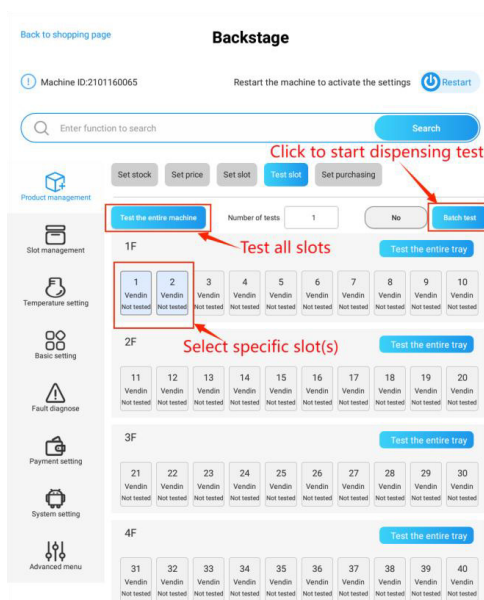 Back to shopping page
Backstage
Machine ID:2101160065
Restart the machine to activate the settings
Restart
Enter function to search
Search
Click to start dispensing test
Product management
Set stock Set price Set slot Test slot Set purchasing
Test the entire machine Number of tests 1 No Batch test
Test all slots
Slot management
1F Test the entire tray
1 2 3 4 5 6 7 8 9 10
Vendin Vendin Vendin Vendin Vendin Vendin Vendin Vendin Vendin Vendin
Not tested Not tested Not tested Not tested Not tested Not tested Not tested Not tested Not tested Not tested
Temperature setting
Select specific slot(s)
Basic setting
2F Test the entire tray
11 12 13 14 15 16 17 18 19 20
Vendin Vendin Vendin Vendin Vendin Vendin Vendin Vendin Vendin Vendin
Not tested Not tested Not tested Not tested Not tested Not tested Not tested Not tested Not tested Not tested
Fault diagnose
3F Test the entire tray
Payment setting
21 22 23 24 25 26 27 28 29 30
Vendin Vendin Vendin Vendin Vendin Vendin Vendin Vendin Vendin Vendin
Not tested Not tested Not tested Not tested Not tested Not tested Not tested Not tested Not tested Not tested
System setting
4F Test the entire tray
31 32 33 34 35 36 37 38 39 40
Vendin Vendin Vendin Vendin Vendin Vendin Vendin Vendin Vendin Vendin
Not tested Not tested Not tested Not tested Not tested Not tested Not tested Not tested Not tested Not tested
Advanced menu